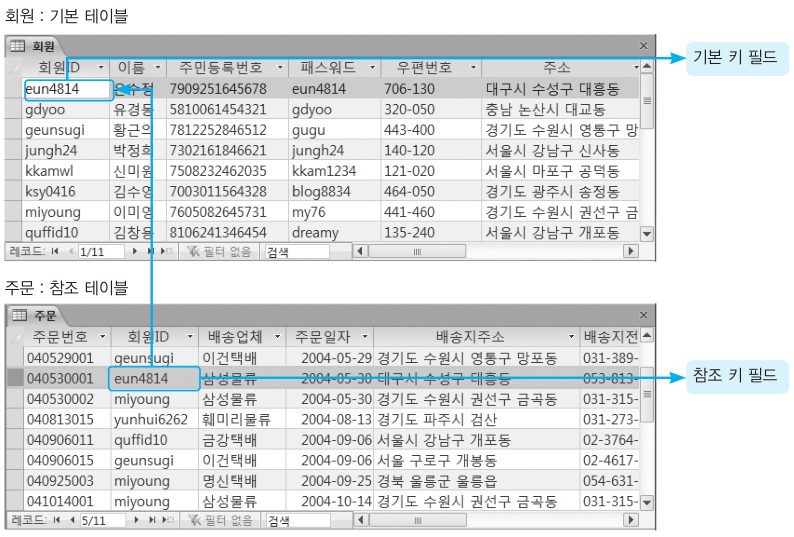 회원 : 기본 테이블
회원
회원ID 이름 주민등록번호 패스워드 우편번호 주소
기본 키 필드
eun4814 7909251645678 eun4814 706-130 대구시 수성구 대흥동
gdyoo 유경동 5810061454321 gdyoo 320-050 충남 논산시 대교동
geunsugi 황근의 7812252846512 gugu 443-400 경기도 수원시 영통구 망
jungh24 박정희 7302161846621 jungh24 140-120 서울시 강남구 신사동
kkamwl 신미원 7508232462035 kkam1234 121-020 서울시 마포구 공덕동
ksy0416 김수영 7003011564328 blog8834 464-050 경기도 광주시 송정동
miyoung 이미영 7605082645731 my76 441-460 경기도 수원시 권선구 금
quffid10 김창용 8106241346454 dreamy 135-240 서울시 강남구 개포동
레코드: 1/11 필터 없음 검색
주문 : 참조 테이블
주문
주문번호 회원ID 배송업체 주문일자 배송지주소 배송지전
040529001 geunsugi 이건택배 2004-05-29 경기도 수원시 영통구 망포동 031-389-
040530001 eun4814 삼성물류 2004-05-30 대구시 수성구 대흥동 053-813-
참조 키 필드
040530002 miyoung 삼성물류 2004-05-30 경기도 수원시 권선구 금곡동 031-315-
040813015 yunhui6262 훼미리물류 2004-08-13 경기도 파주시 검산 031-273-
040906011 quffid10 금강택배 2004-09-06 서울시 강남구 개포동 02-3764-
040906015 geunsugi 이건택배 2004-09-06 서울 구로구 개봉동 02-4617-
040925003 miyoung 명신택배 2004-09-25 경북 울릉군 울릉읍 054-631-
041014001 miyoung 삼성물류 2004-10-14 경기도 수원시 권선구 금곡동 031-315-
레코드: 5/11 필터 없음 검색